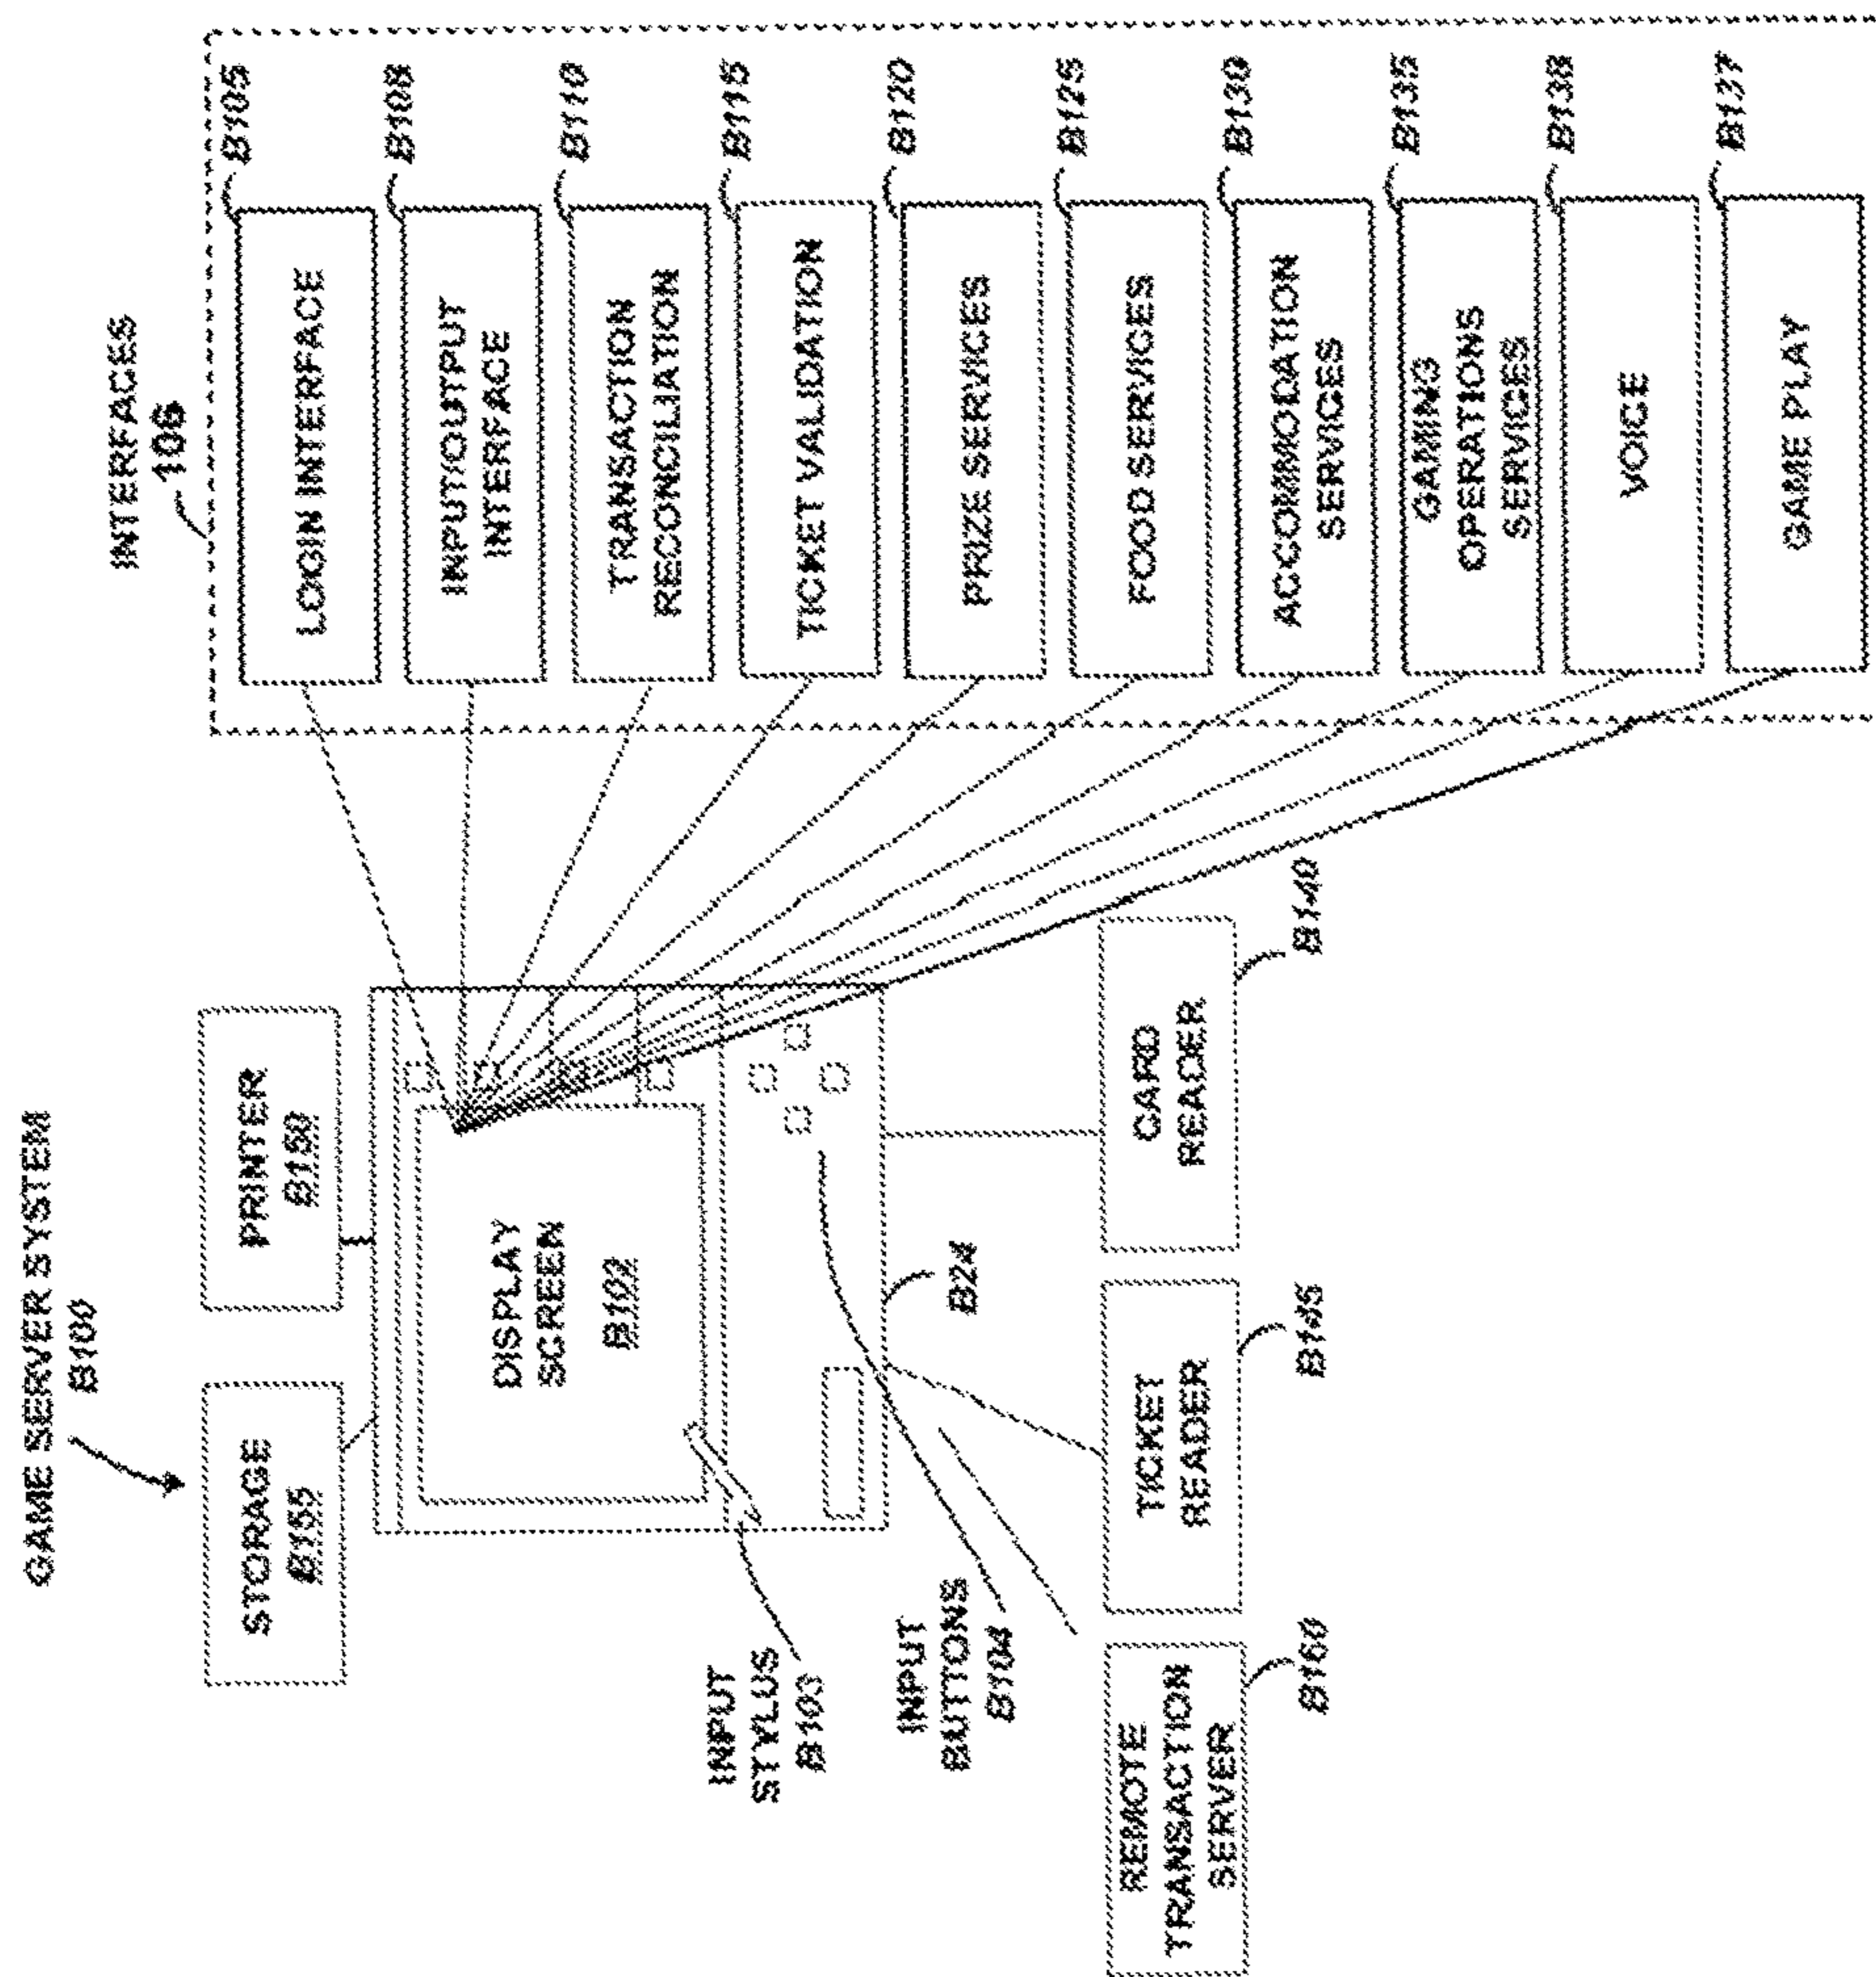 GAME SERVER SYSTEM
B100
STORAGE
B155
PRINTER
B150
DISPLAY
SCREEN
B102
INPUT
STYLUS
B103
INPUT
BUTTONS
B104
B24
REMOTE
TRANSACTION
SERVER
B160
TICKET
READER
B145
CARD
READER
B140
INTERFACES
106
LOGIN INTERFACE
B105
INPUT/OUTPUT
INTERFACE
B108
TRANSACTION
RECONCILIATION
B110
TICKET VALIDATION
B115
PRIZE SERVICES
B120
FOOD SERVICES
B125
ACCOMMODATION
SERVICES
B130
GAMING
OPERATIONS
SERVICES
B135
VOICE
B138
GAME PLAY
B137